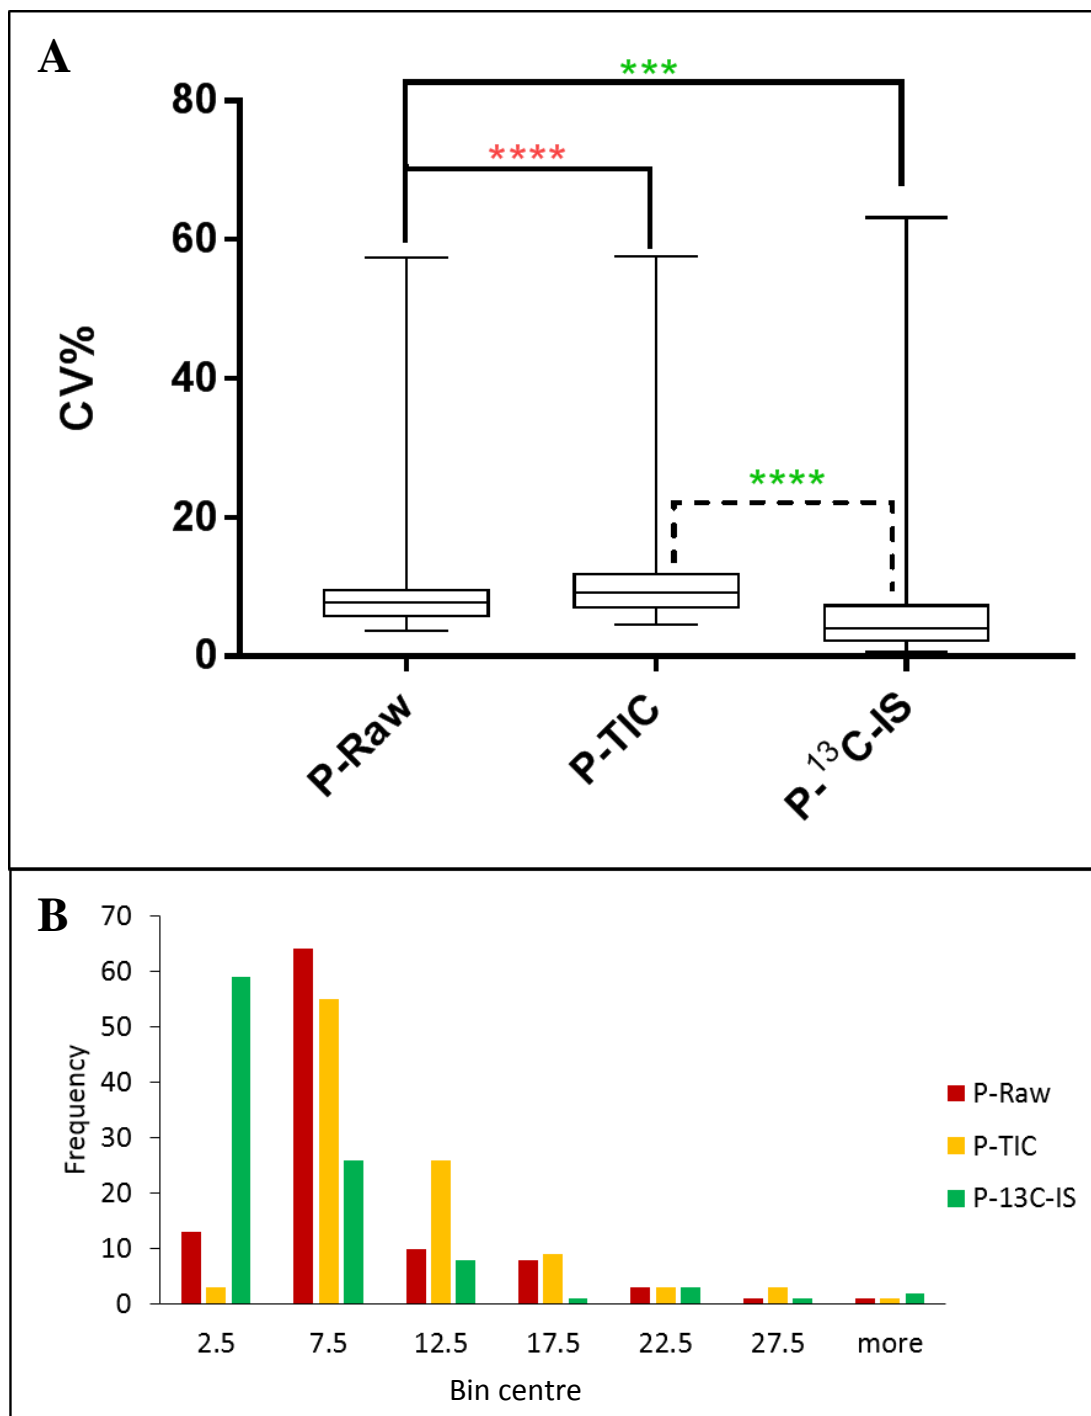 A
***
80
****
60
CV%
40
****
20
0
P-Raw
P-TIC
P-¹³C-IS
B
70
60
50
40
30
20
10
0
Frequency
P-Raw
P-TIC
P-13C-IS
2.5 7.5 12.5 17.5 22.5 27.5 more
Bin centre